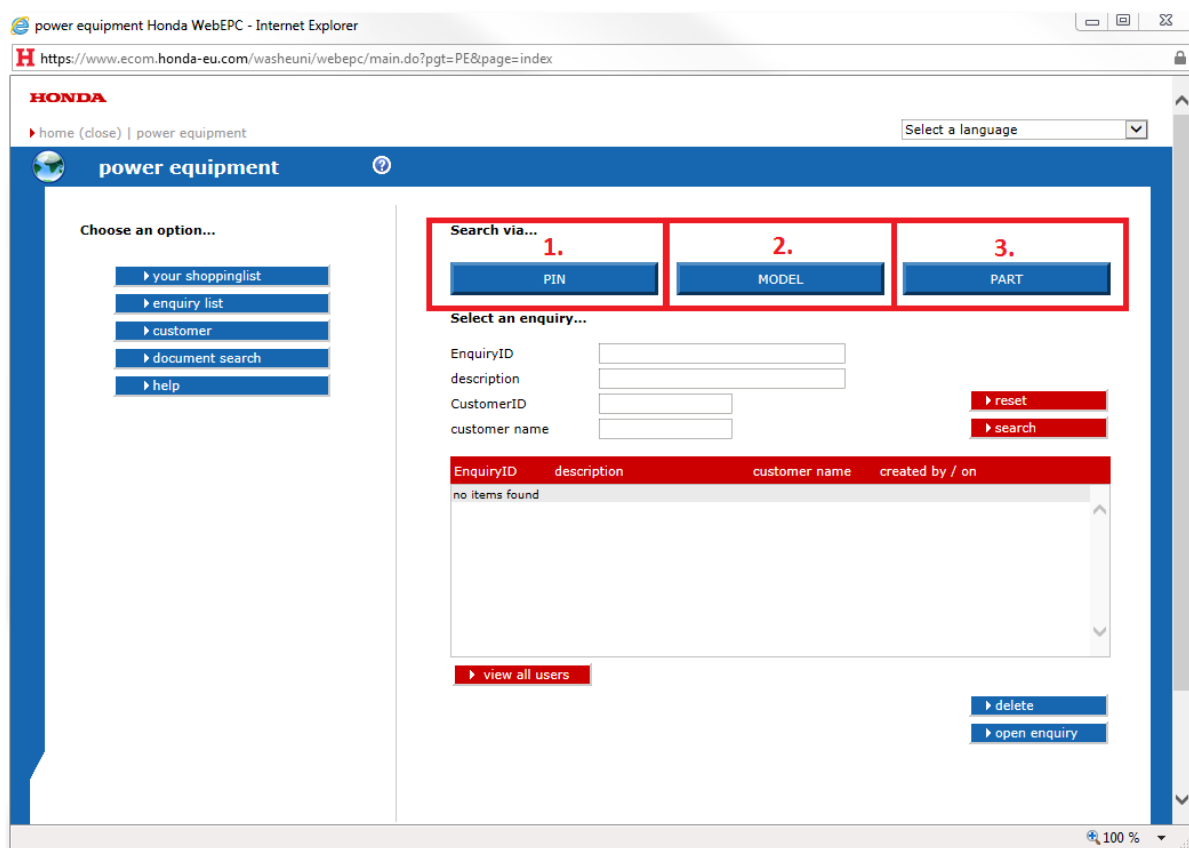 power equipment Honda WebEPC - Internet Explorer
https://www.ecom.honda-eu.com/washeuni/webepc/main.do?pgt=PE&page=index
HONDA
home (close) | power equipment
Select a language
power equipment
?
Choose an option...
your shoppinglist
enquiry list
customer
document search
help
Search via...
1. 2. 3.
PIN MODEL PART
Select an enquiry...
EnquiryID
description
CustomerID
reset
customer name
search
EnquiryID description customer name created by / on
no items found
view all users
delete
open enquiry
100 %